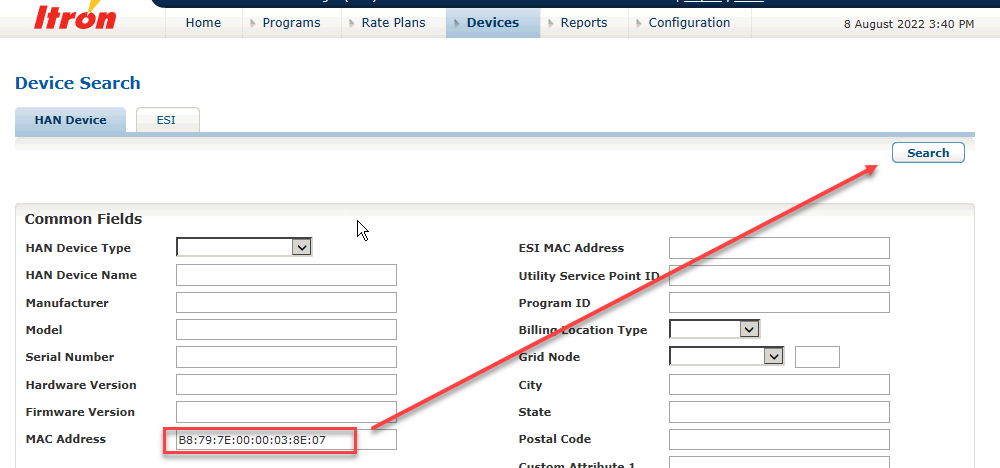 Itron
Home Programs Rate Plans Devices Reports Configuration 8 August 2022 3:40 PM
Device Search
HAN Device ESI
Search
Common Fields
HAN Device Type ESI MAC Address
HAN Device Name Utility Service Point ID
Manufacturer Program ID
Model Billing Location Type
Serial Number Grid Node
Hardware Version City
Firmware Version State
MAC Address B8:79:7E:00:00:03:8E:07 Postal Code
Custom Attribute 1